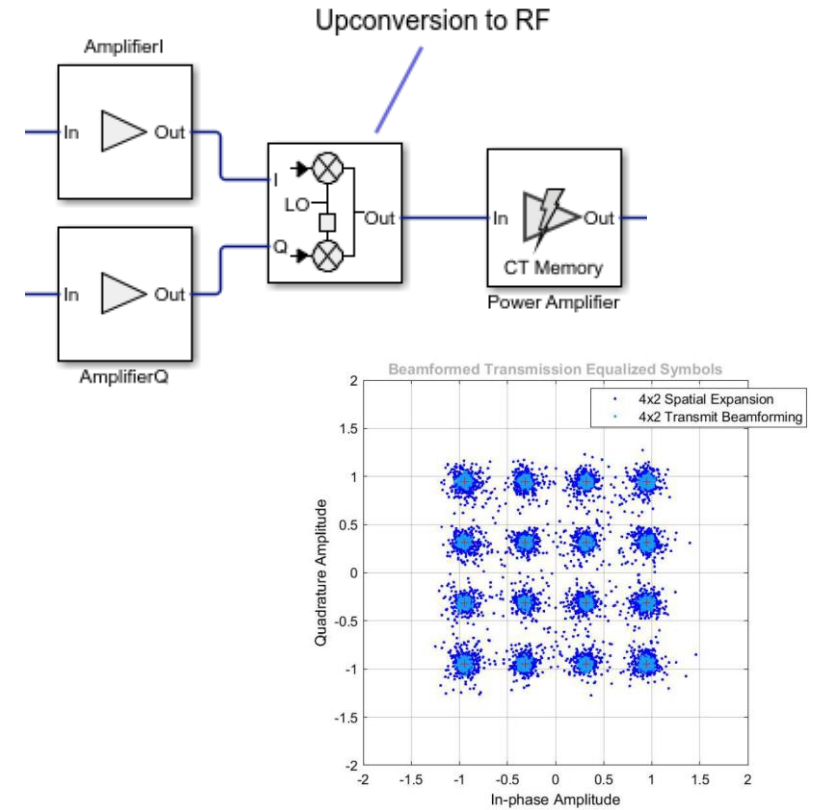 Upconversion to RF
AmplifierI
In
Out
I
LO
Q
Out
In
Out
CT Memory
Power Amplifier
In
Out
AmplifierQ
Beamformed Transmission Equalized Symbols
4x2 Spatial Expansion
4x2 Transmit Beamforming
Quadrature Amplitude
2
1.5
1
0.5
0
-0.5
-1
-1.5
-2
-2 -1.5 -1 -0.5 0 0.5 1 1.5 2
In-phase Amplitude